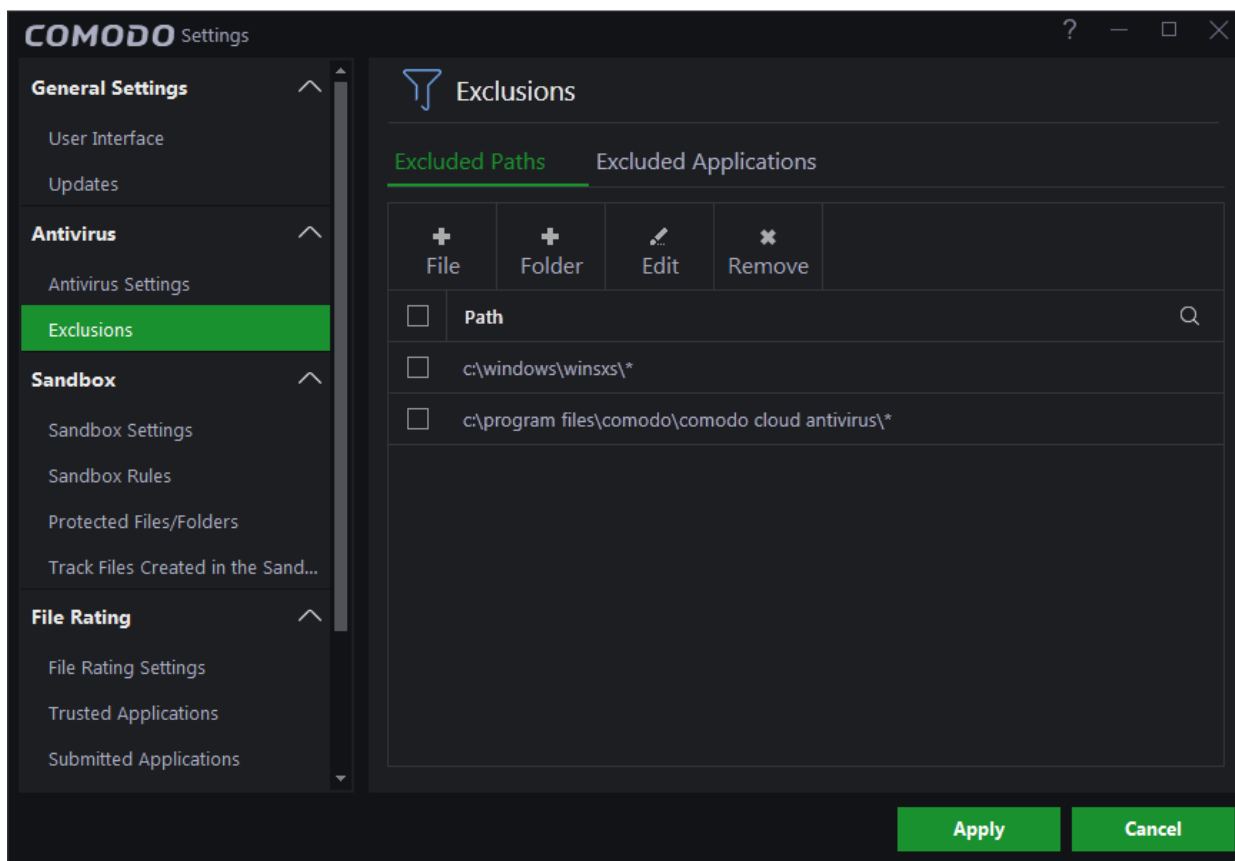 COMODO Settings
?
General Settings
User Interface
Updates
Antivirus
Antivirus Settings
Exclusions
Sandbox
Sandbox Settings
Sandbox Rules
Protected Files/Folders
Track Files Created in the Sand...
File Rating
File Rating Settings
Trusted Applications
Submitted Applications
Exclusions
Excluded Paths Excluded Applications
File Folder Edit Remove
Path
c:\windows\winsxs\*
c:\program files\comodo\comodo cloud antivirus\*
Apply Cancel